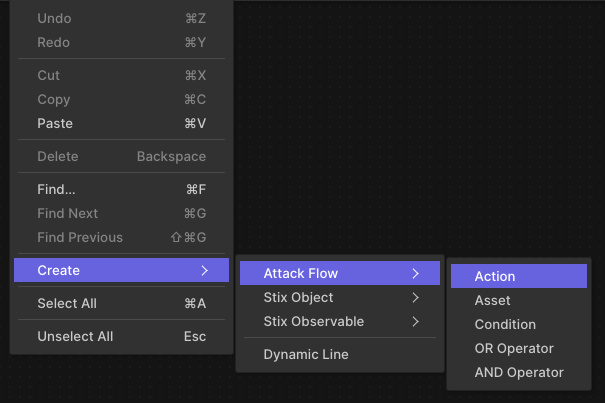 Undo ⌘Z
Redo ⌘Y
Cut ⌘X
Copy ⌘C
Paste ⌘V
Delete Backspace
Find... ⌘F
Find Next ⌘G
Find Previous ⇧⌘G
Create
Select All ⌘A
Unselect All Esc
Attack Flow
Stix Object
Stix Observable
Dynamic Line
Action
Asset
Condition
OR Operator
AND Operator